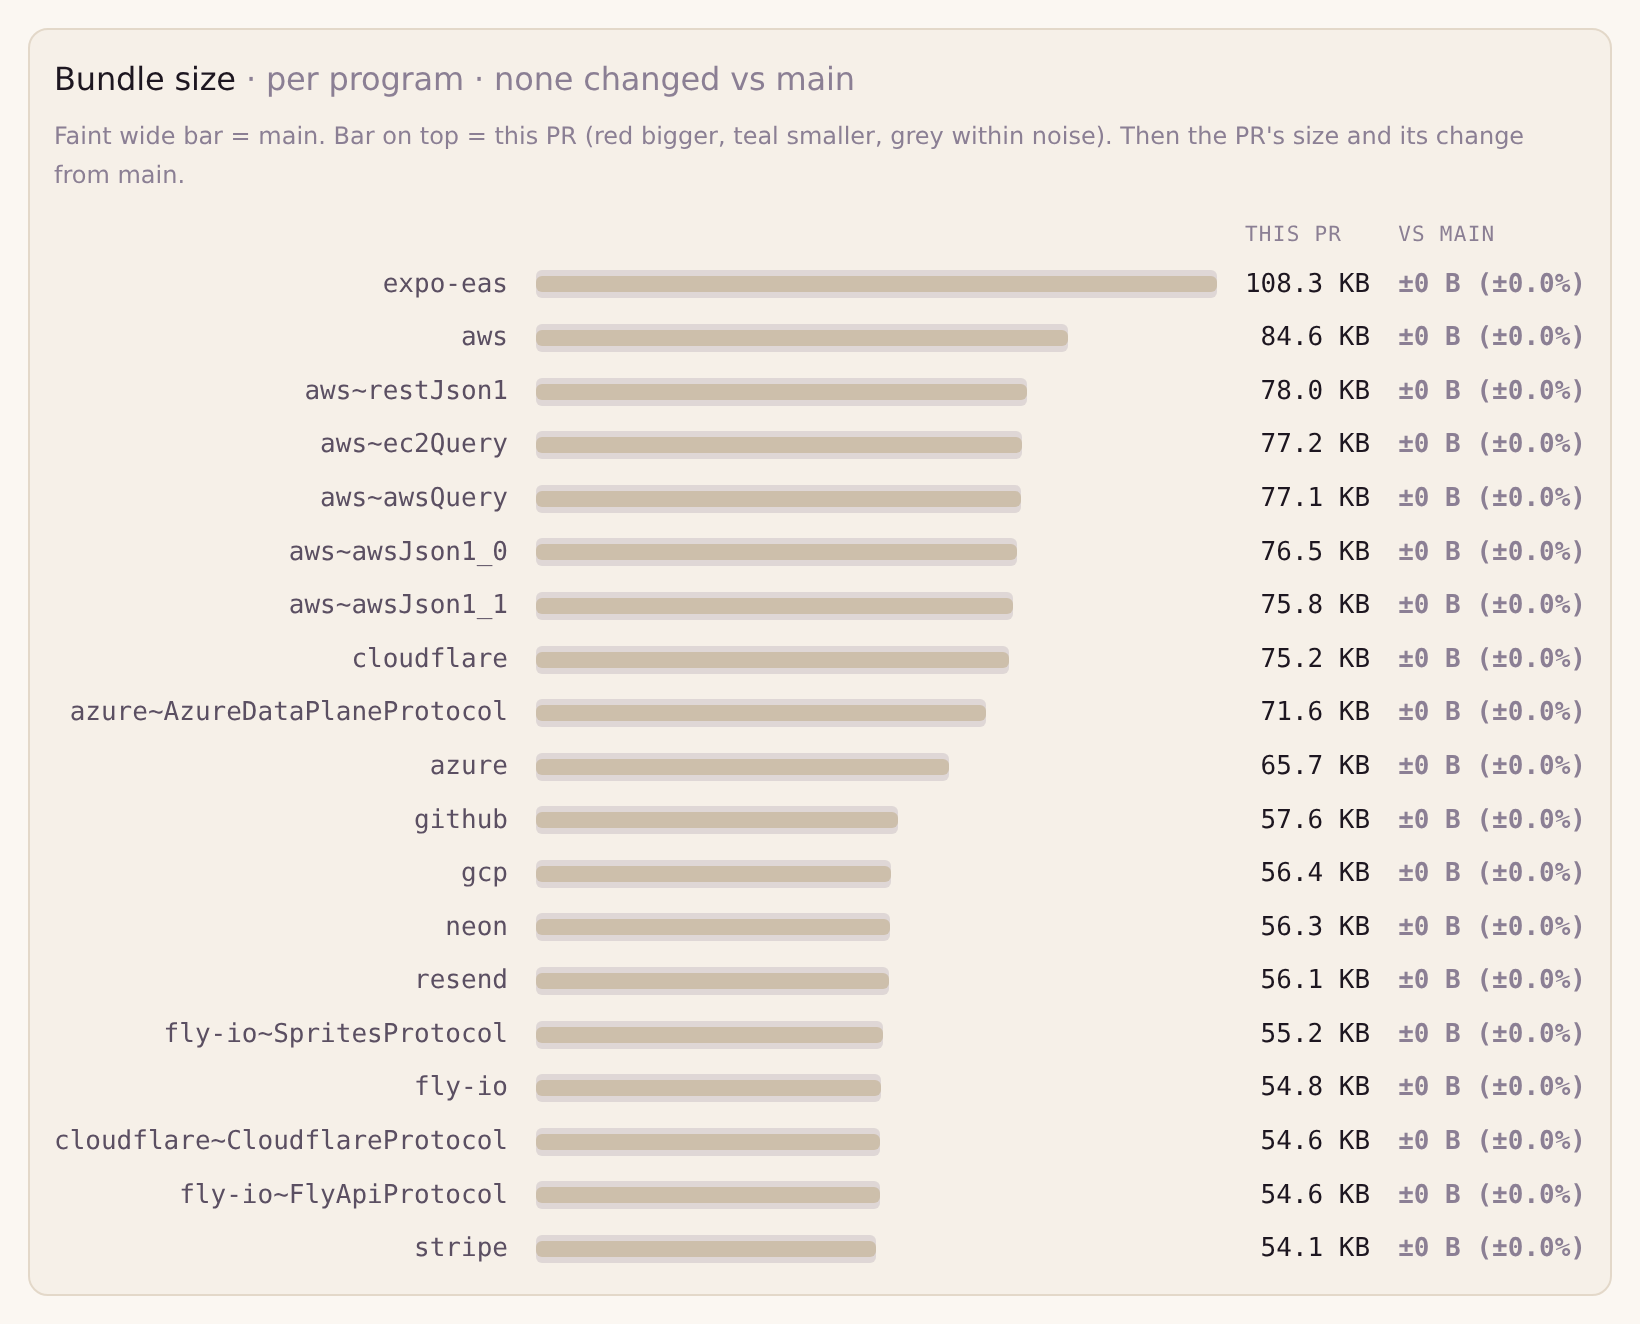 Bundle size · per program · none changed vs main
Faint wide bar = main. Bar on top = this PR (red bigger, teal smaller, grey within noise). Then the PR's size and its change
from main.
THIS PR VS MAIN
expo-eas 108.3 KB ±0 B (±0.0%)
aws 84.6 KB ±0 B (±0.0%)
aws~restJson1 78.0 KB ±0 B (±0.0%)
aws~ec2Query 77.2 KB ±0 B (±0.0%)
aws~awsQuery 77.1 KB ±0 B (±0.0%)
aws~awsJson1_0 76.5 KB ±0 B (±0.0%)
aws~awsJson1_1 75.8 KB ±0 B (±0.0%)
cloudflare 75.2 KB ±0 B (±0.0%)
azure~AzureDataPlaneProtocol 71.6 KB ±0 B (±0.0%)
azure 65.7 KB ±0 B (±0.0%)
github 57.6 KB ±0 B (±0.0%)
gcp 56.4 KB ±0 B (±0.0%)
neon 56.3 KB ±0 B (±0.0%)
resend 56.1 KB ±0 B (±0.0%)
fly-io~SpritesProtocol 55.2 KB ±0 B (±0.0%)
fly-io 54.8 KB ±0 B (±0.0%)
cloudflare~CloudflareProtocol 54.6 KB ±0 B (±0.0%)
fly-io~FlyApiProtocol 54.6 KB ±0 B (±0.0%)
stripe 54.1 KB ±0 B (±0.0%)